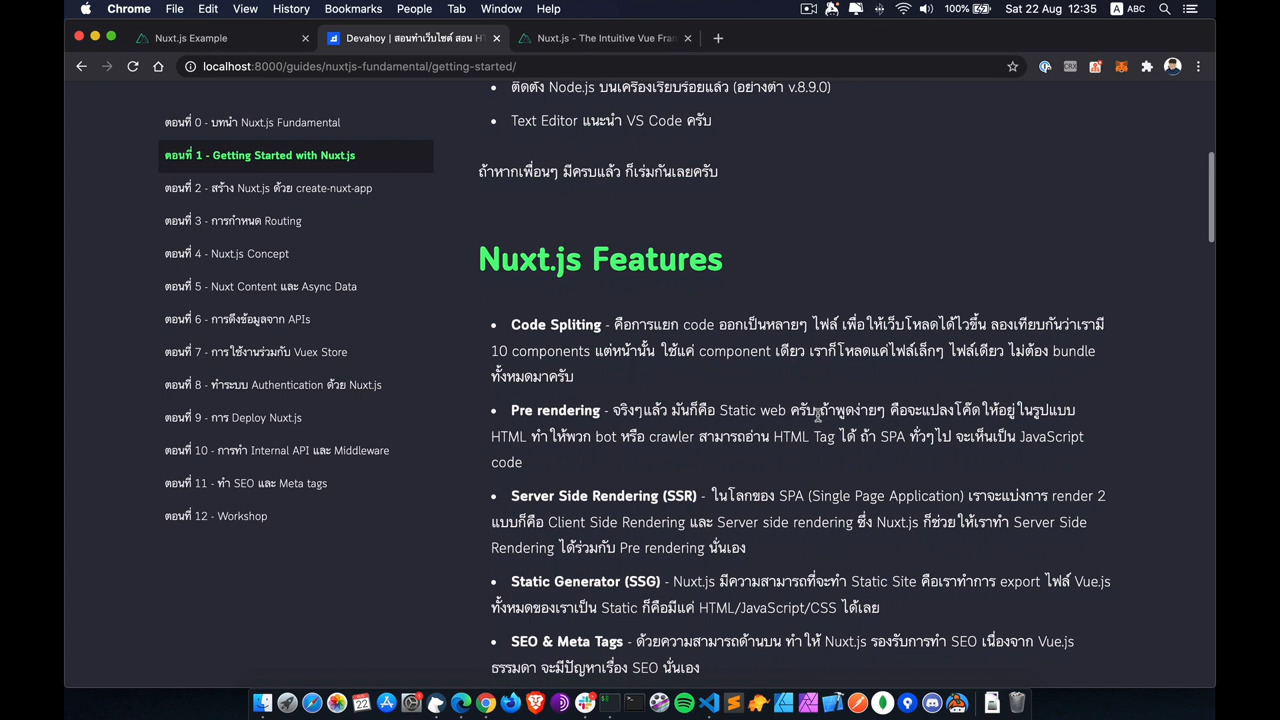 Chrome File Edit View History Bookmarks People Tab Window Help 100% Sat 22 Aug 12:35 A ABC
Nuxt.js Example Devahoy | สอนทำเว็บไซต์ สอน HT Nuxt.js - The Intuitive Vue Fran
localhost:8000/guides/nuxtjs-fundamental/getting-started/
ตอนที่ 0 - บทนำ Nuxt.js Fundamental
ตอนที่ 1 - Getting Started with Nuxt.js
ตอนที่ 2 - สร้าง Nuxt.js ด้วย create-nuxt-app
ตอนที่ 3 - การกำหนด Routing
ตอนที่ 4 - Nuxt.js Concept
ตอนที่ 5 - Nuxt Content และ Async Data
ตอนที่ 6 - การดึงข้อมูลจาก APIs
ตอนที่ 7 - การใช้งานร่วมกับ Vuex Store
ตอนที่ 8 - ทำระบบ Authentication ด้วย Nuxt.js
ตอนที่ 9 - การ Deploy Nuxt.js
ตอนที่ 10 - การทำ Internal API และ Middleware
ตอนที่ 11 - ทำ SEO และ Meta tags
ตอนที่ 12 - Workshop
ติดตั้ง Node.js บนเครื่องเรียบร้อยแล้ว (อย่างต่ำ v.8.9.0)
Text Editor แนะนำ VS Code ครับ
ถ้าหากเพื่อนๆ มีครบแล้ว ก็เร่มกันเลยครับ
Nuxt.js Features
Code Spliting - คือการแยก code ออกเป็นหลายๆ ไฟล์ เพื่อให้เว็บโหลดได้ไวขึ้น ลองเทียบกันว่าเรามี
10 components แต่หน้านั้น ใช้แค่ component เดียว เราก็โหลดแค่ไฟล์เล็กๆ ไฟล์เดียว ไม่ต้อง bundle
ทั้งหมดมาครับ
Pre rendering - จริงๆแล้ว มันก็คือ Static web ครับ ถ้าพูดง่ายๆ คือจะแปลงโค๊ดให้อยู่ในรูปแบบ
HTML ทำให้พวก bot หรือ crawler สามารถอ่าน HTML Tag ได้ ถ้า SPA ทั่วๆไป จะเห็นเป็น JavaScript
code
Server Side Rendering (SSR) - ในโลกของ SPA (Single Page Application) เราจะแบ่งการ render 2
แบบก็คือ Client Side Rendering และ Server side rendering ซึ่ง Nuxt.js ก็ช่วยให้เราทำ Server Side
Rendering ได้ร่วมกับ Pre rendering นั่นเอง
Static Generator (SSG) - Nuxt.js มีความสามารถที่จะทำ Static Site คือเราทำการ export ไฟล์ Vue.js
ทั้งหมดของเราเป็น Static ก็คือมีแค่ HTML/JavaScript/CSS ได้เลย
SEO & Meta Tags - ด้วยความสามารถด้านบน ทำให้ Nuxt.js รองรับการทำ SEO เนื่องจาก Vue.js
ธรรมดา จะมีปัญหาเรื่อง SEO นั่นเอง